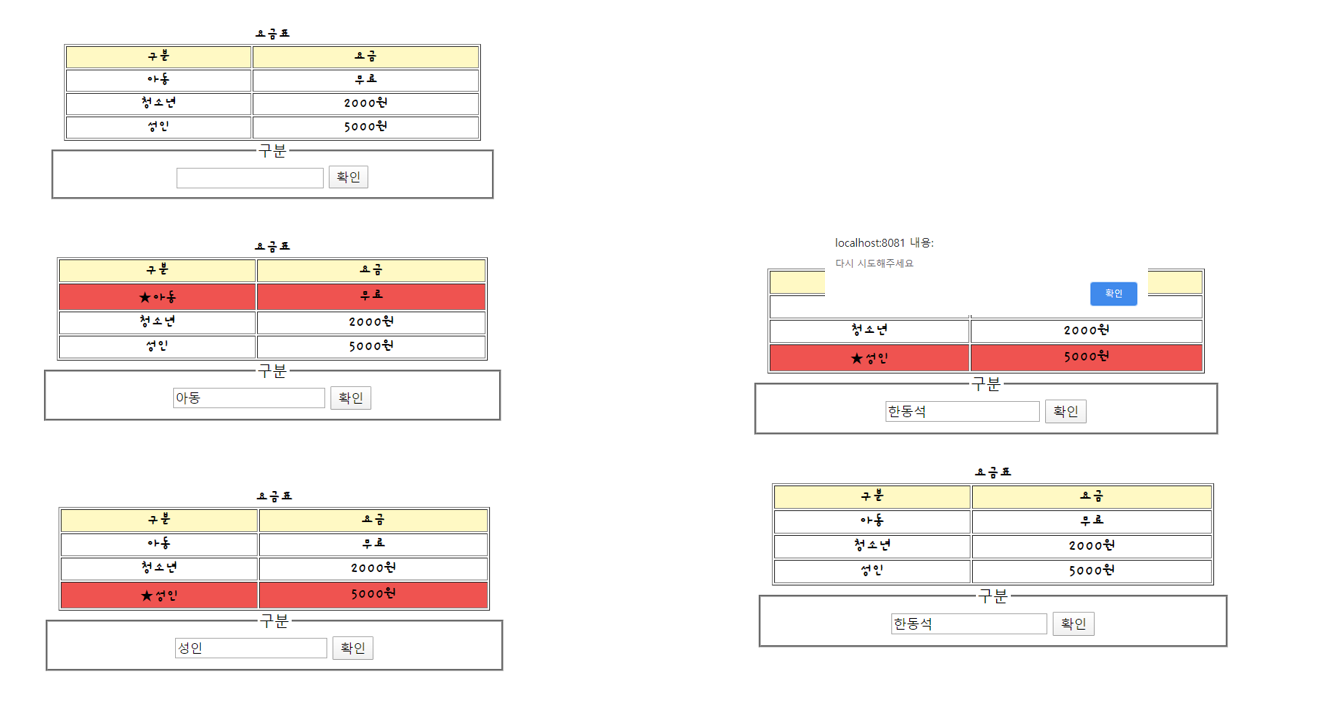 요금표
구분 요금
아동 무료
청소년 2000원
성인 5000원
구분
확인
요금표
구분 요금
★아동 무료
청소년 2000원
성인 5000원
구분
아동 확인
요금표
구분 요금
아동 무료
청소년 2000원
★성인 5000원
구분
성인 확인
localhost:8081 내용:
다시 시도해주세요
확인
청소년 2000원
★성인 5000원
구분
한동석 확인
요금표
구분 요금
아동 무료
청소년 2000원
성인 5000원
구분
한동석 확인